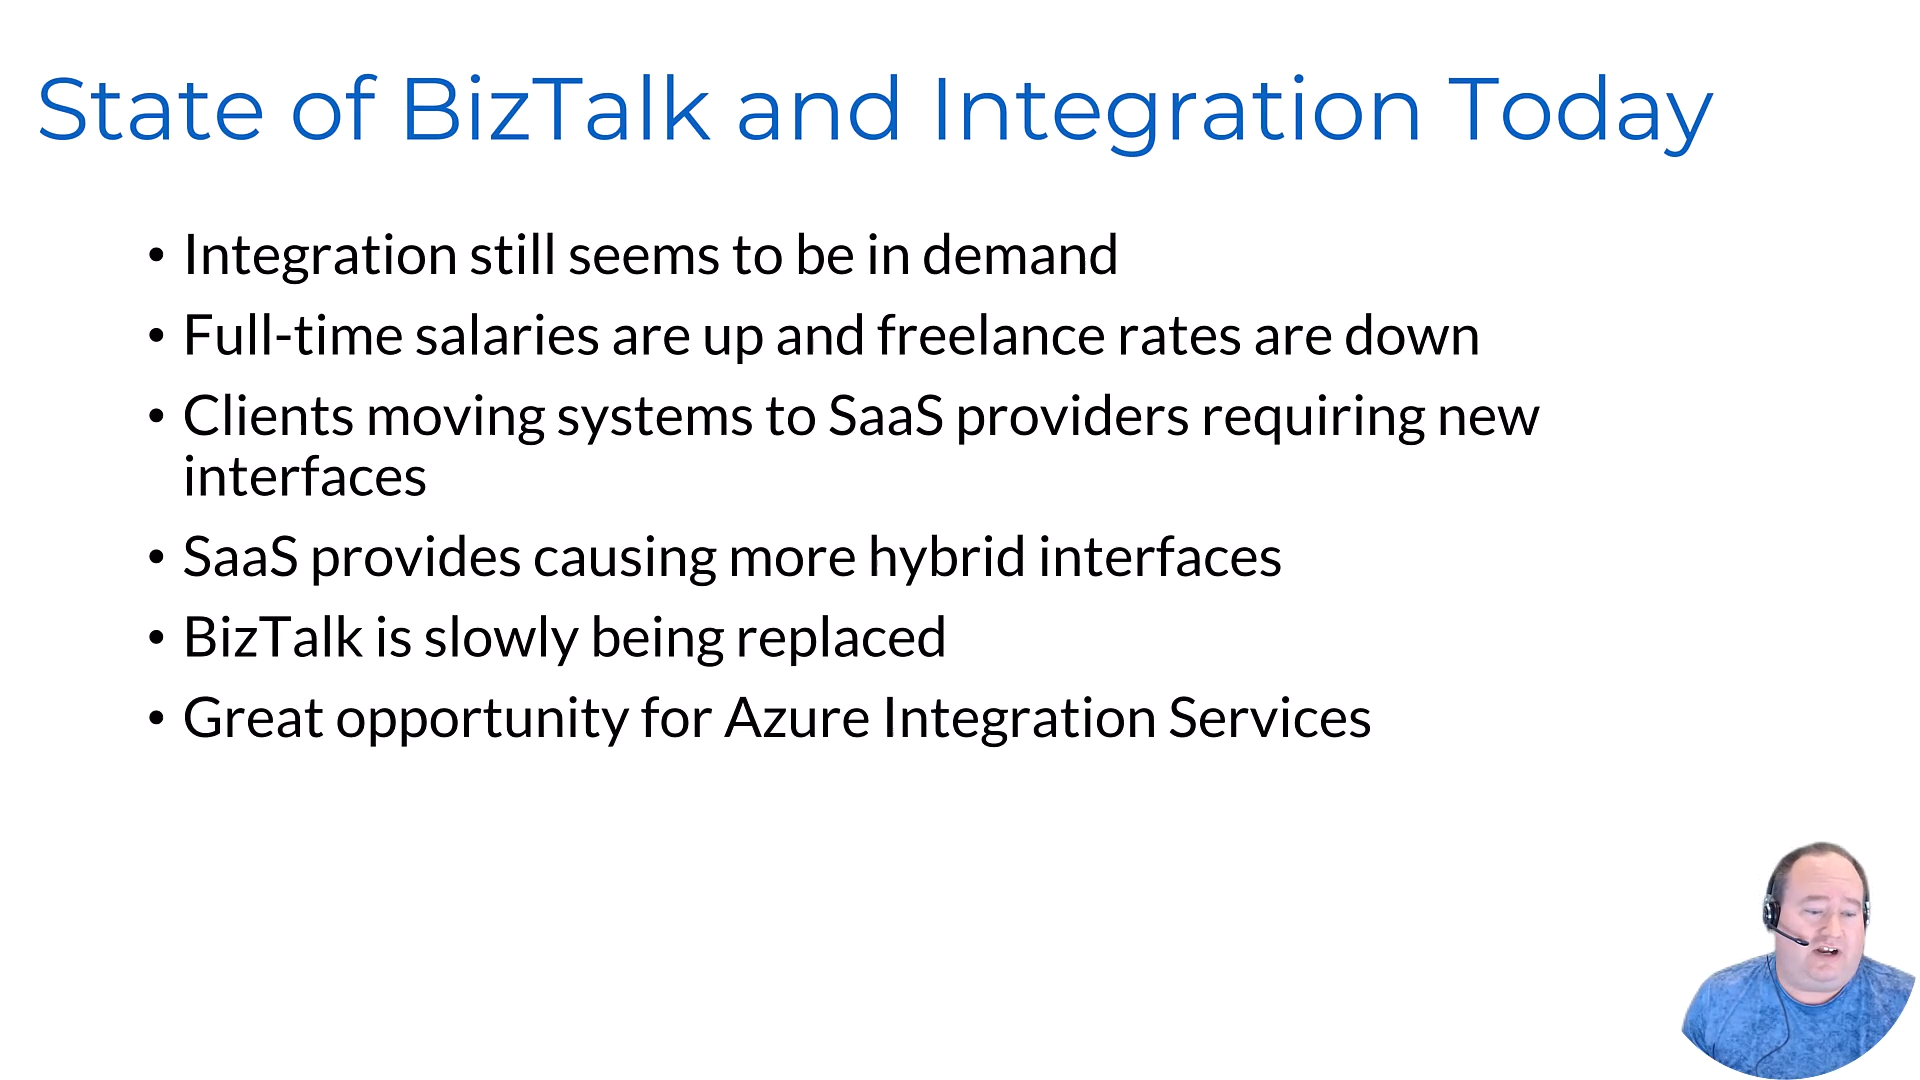 State of BizTalk and Integration Today
• Integration still seems to be in demand
• Full-time salaries are up and freelance rates are down
• Clients moving systems to SaaS providers requiring new
interfaces
• SaaS provides causing more hybrid interfaces
• BizTalk is slowly being replaced
• Great opportunity for Azure Integration Services